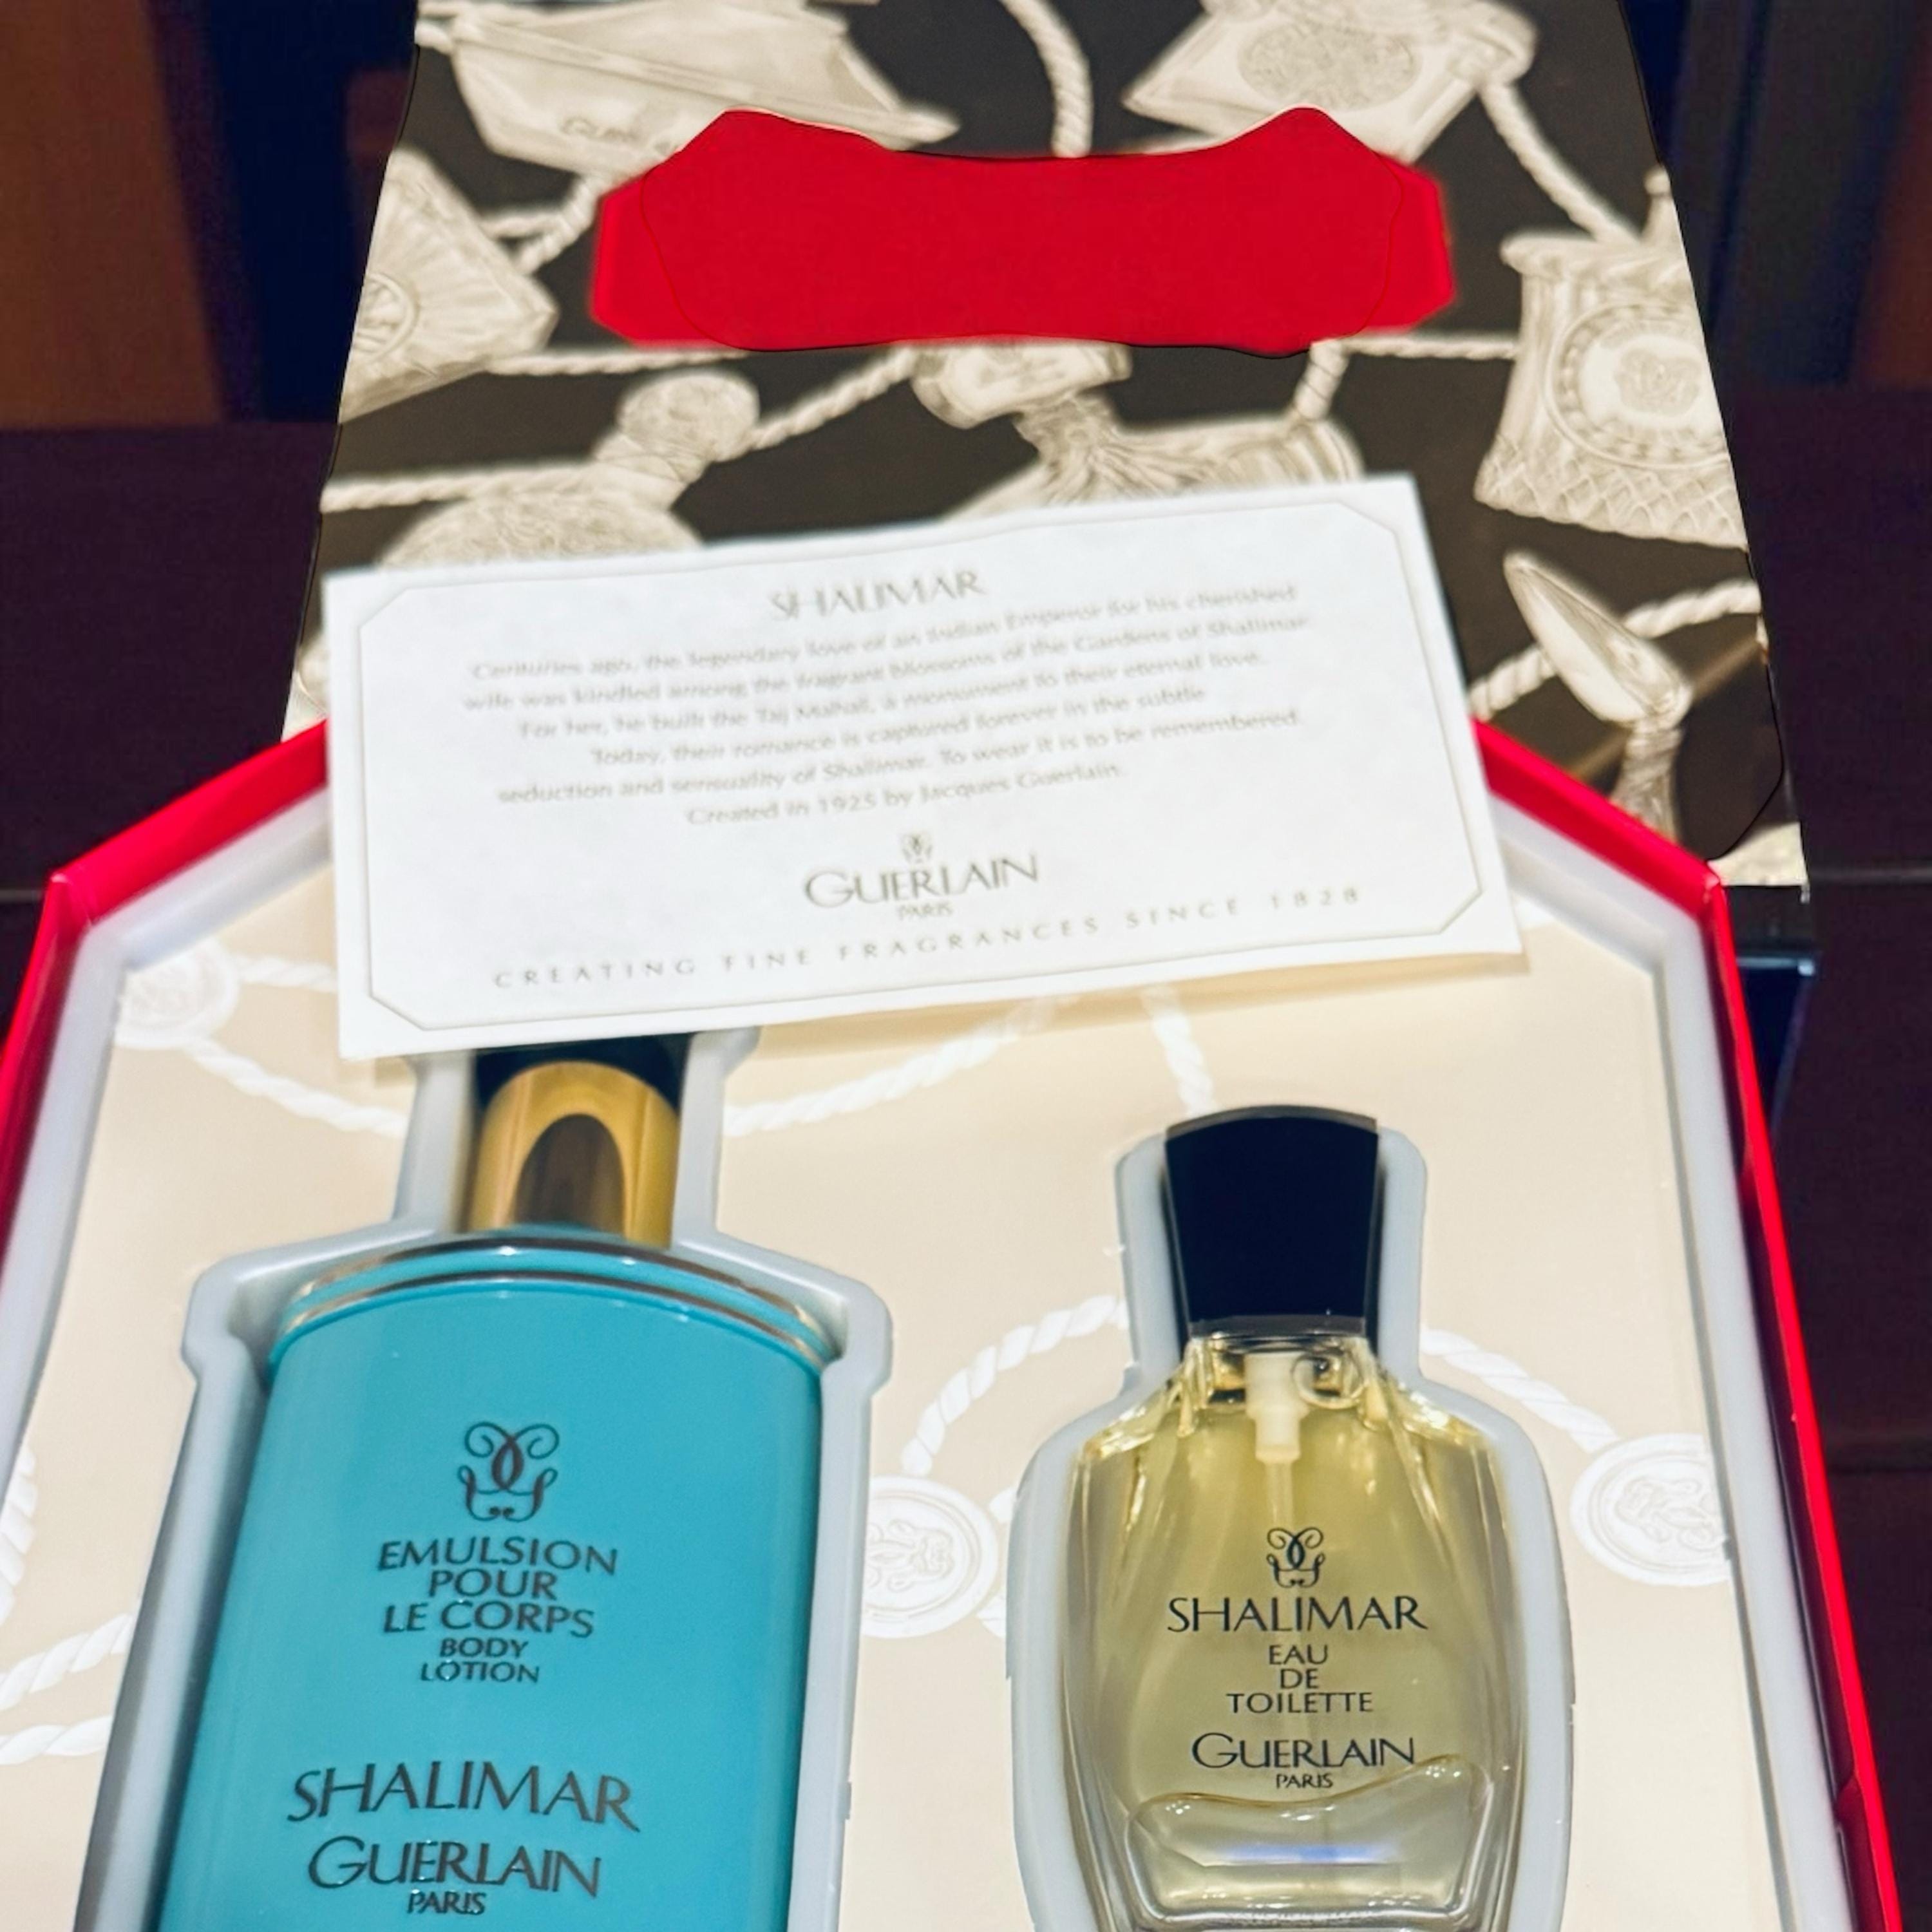 SHALIMAR
Centuries ago, the legendary love of an Indian Emperor for his cherished
wife was kindled among the fragrant blossoms of the Gardens of Shalimar
For her, he built the Taj Mahal, a monument to their eternal love.
Today, their romance is captured forever in the subtle
seduction and sensuality of Shalimar. To wear it is to be remembered.
Created in 1925 by Jacques Guerlain.
GUERLAIN
PARIS
CREATING FINE FRAGRANCES SINCE 1828
EMULSION
POUR
LE CORPS
BODY
LOTION
SHALIMAR
GUERLAIN
PARIS
SHALIMAR
EAU
DE
TOILETTE
GUERLAIN
PARIS